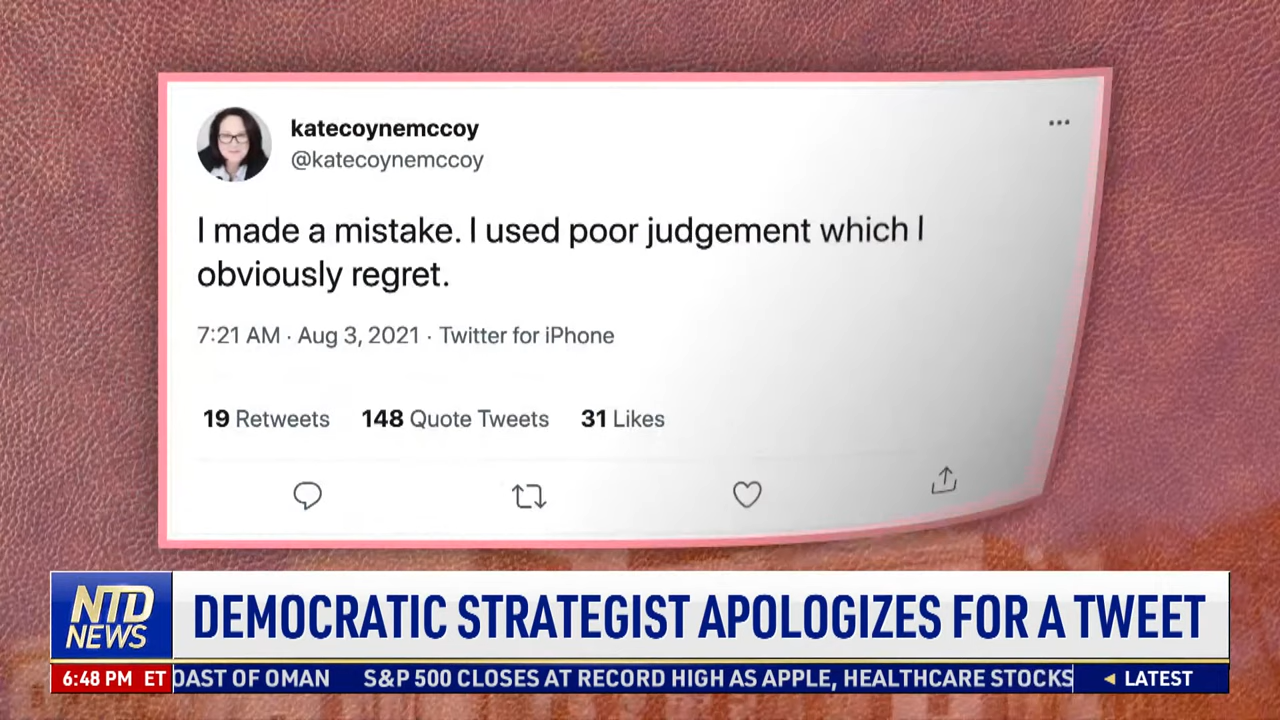 katecoynemccoy
@katecoynemccoy
I made a mistake. I used poor judgement which I
obviously regret.
7:21 AM · Aug 3, 2021 · Twitter for iPhone
19 Retweets 148 Quote Tweets 31 Likes
NTD
NEWS
DEMOCRATIC STRATEGIST APOLOGIZES FOR A TWEET
6:48 PM ET OAST OF OMAN S&P 500 CLOSES AT RECORD HIGH AS APPLE, HEALTHCARE STOCKS ◄ LATEST